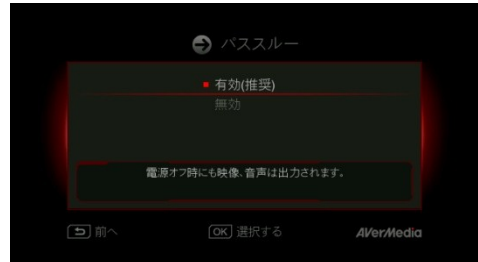 パススルー
有効(推奨)
無効
電源オフ時にも映像、音声は出力されます。
前へ
OK 選択する
AVerMedia